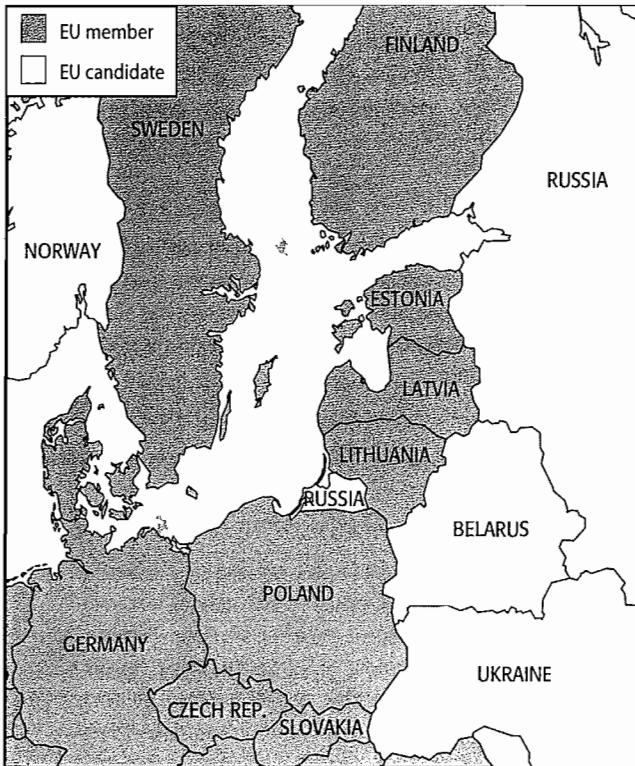 EU member
EU candidate
FINLAND
SWEDEN
RUSSIA
NORWAY
ESTONIA
LATVIA
LITHUANIA
RUSSIA
BELARUS
POLAND
GERMANY
UKRAINE
CZECH REP.
SLOVAKIA